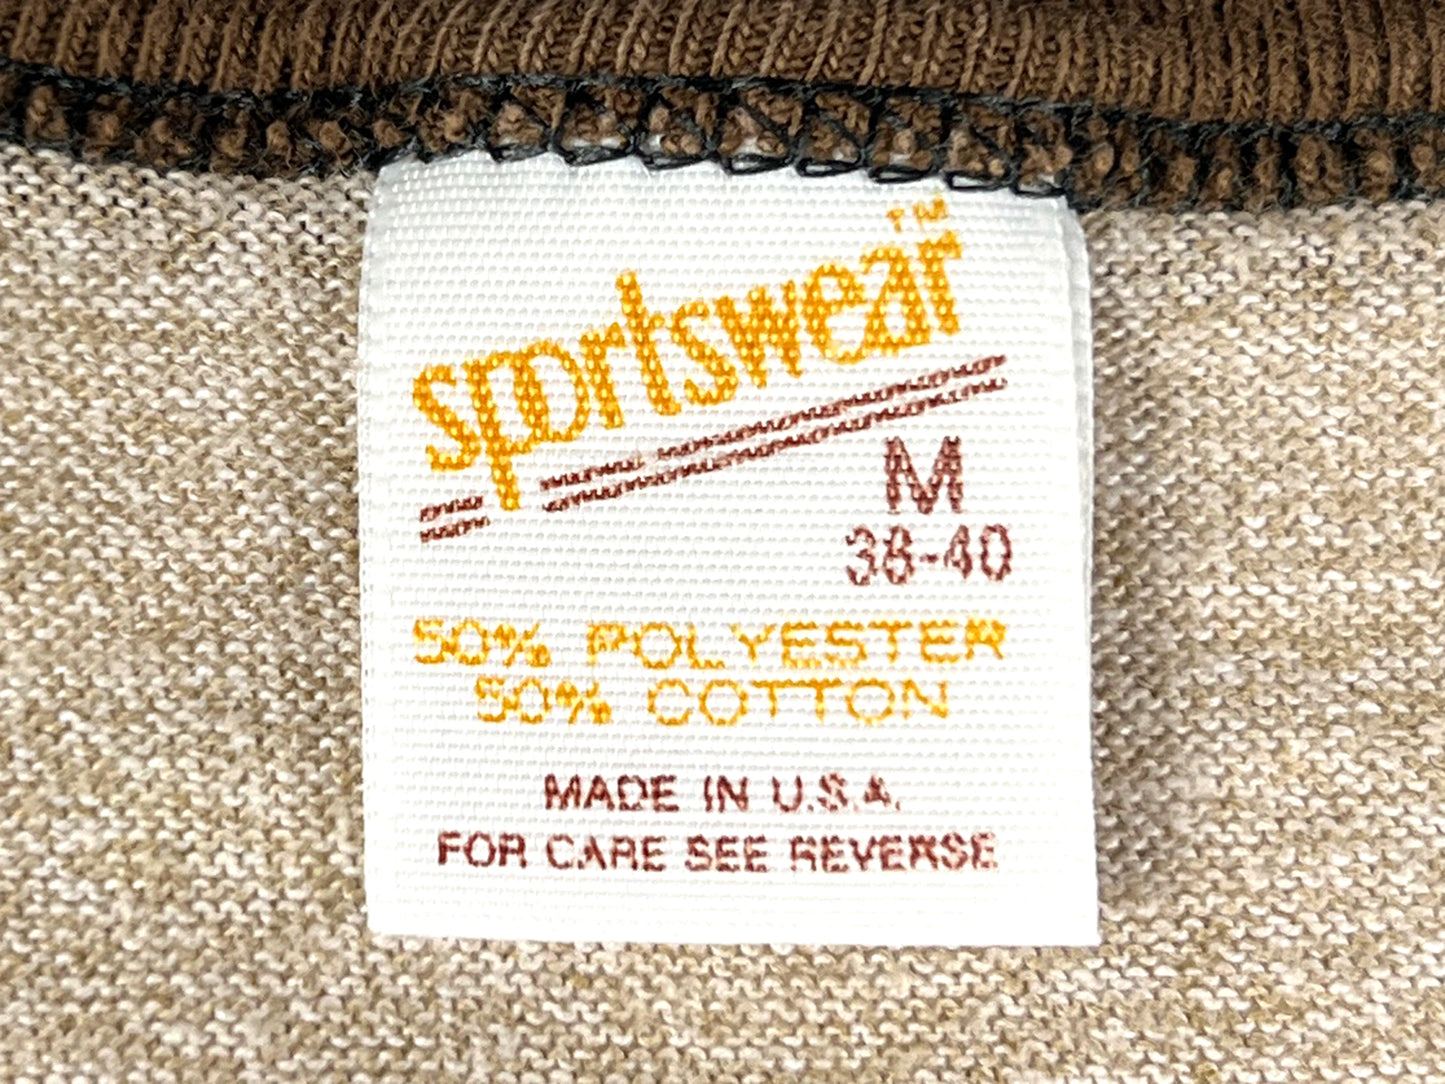 sportswear™
M
38-40
50% POLYESTER
50% COTTON
MADE IN U.S.A.
FOR CARE SEE REVERSE